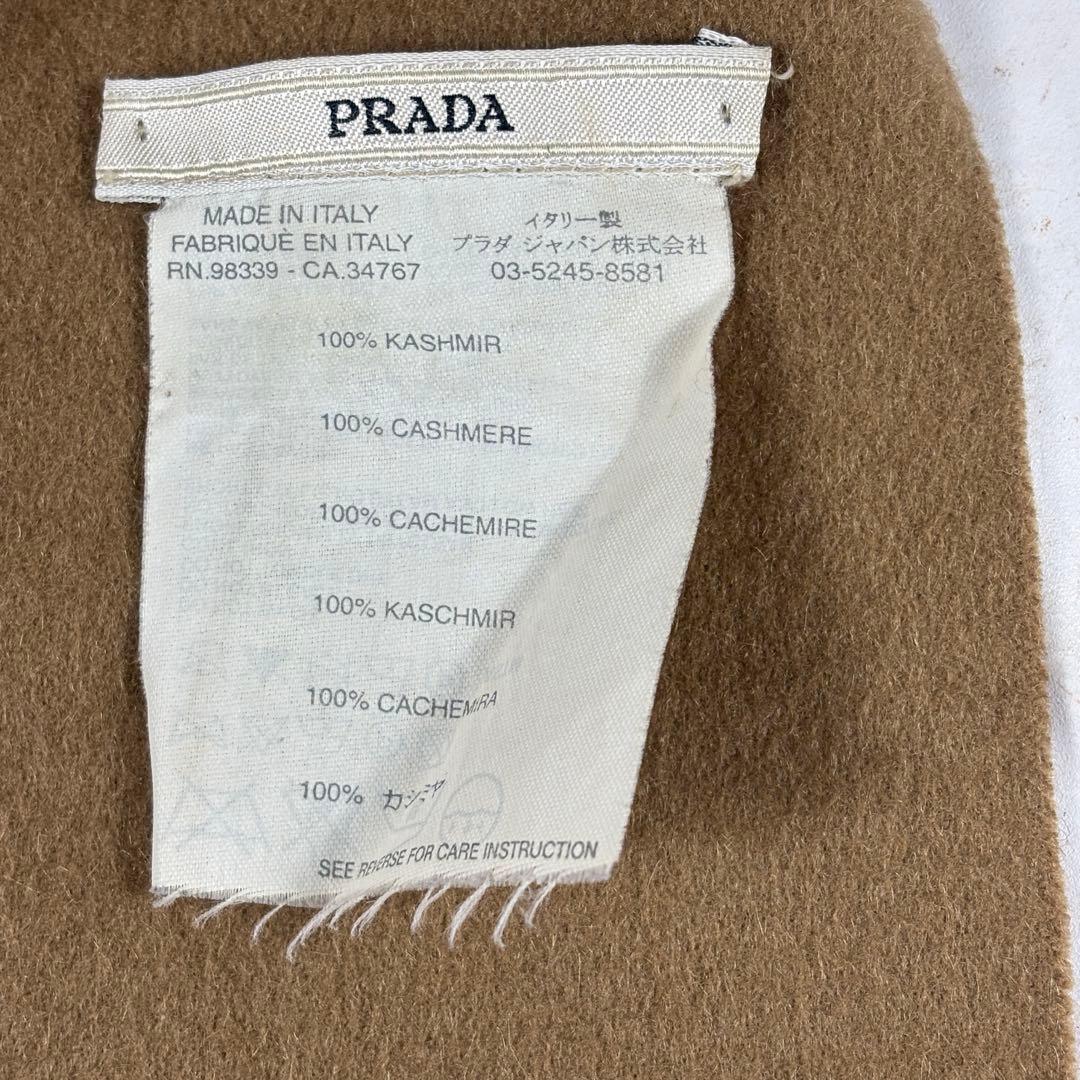 PRADA
MADE IN ITALY
FABRIQUÈ EN ITALY
RN.98339 - CA.34767
イタリー製
プラダ ジャパン株式会社
03-5245-8581
100% KASHMIR
100% CASHMERE
100% CACHEMIRE
100% KASCHMIR
100% CACHEMIRA
100% カシミヤ
SEE REVERSE FOR CARE INSTRUCTION